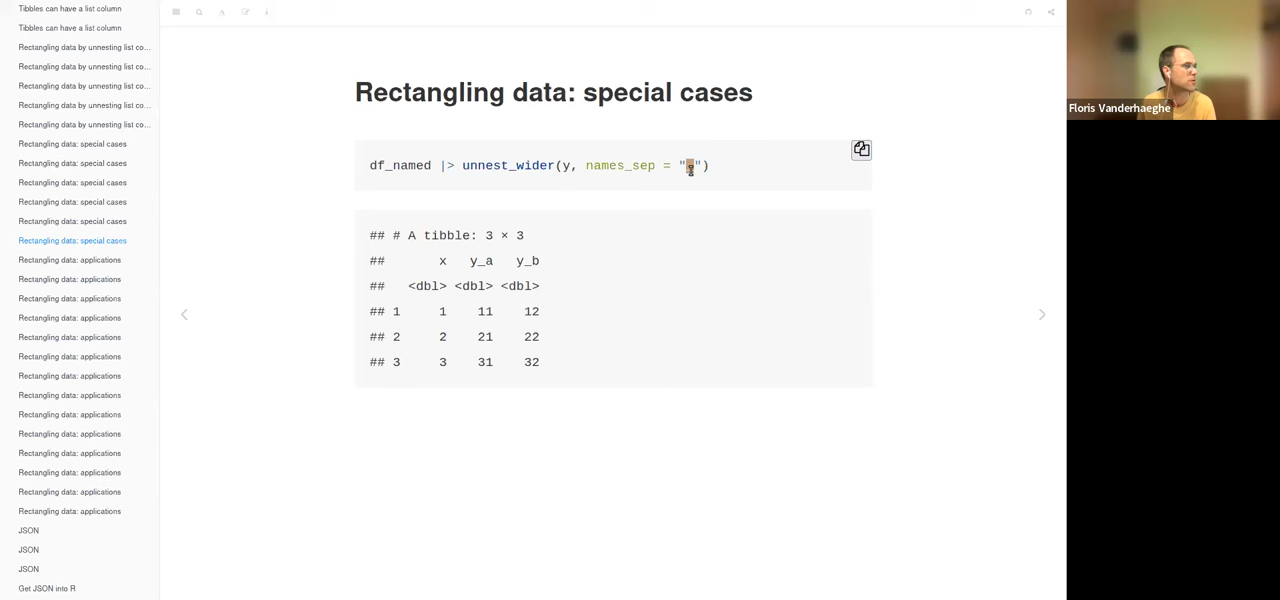 Tibbles can have a list column
Tibbles can have a list column
Rectangling data by unnesting list co...
Rectangling data by unnesting list co...
Rectangling data by unnesting list co...
Rectangling data by unnesting list co...
Rectangling data by unnesting list co...
Rectangling data: special cases
Rectangling data: special cases
Rectangling data: special cases
Rectangling data: special cases
Rectangling data: special cases
Rectangling data: special cases
Rectangling data: applications
Rectangling data: applications
Rectangling data: applications
Rectangling data: applications
Rectangling data: applications
Rectangling data: applications
Rectangling data: applications
Rectangling data: applications
Rectangling data: applications
Rectangling data: applications
Rectangling data: applications
Rectangling data: applications
Rectangling data: applications
Rectangling data: applications
JSON
JSON
JSON
Get JSON into R
Rectangling data: special cases
df_named |> unnest_wider(y, names_sep = "_")
## # A tibble: 3 × 3
##       x   y_a   y_b
##   <dbl> <dbl> <dbl>
## 1     1    11    12
## 2     2    21    22
## 3     3    31    32
Floris Vanderhaeghe